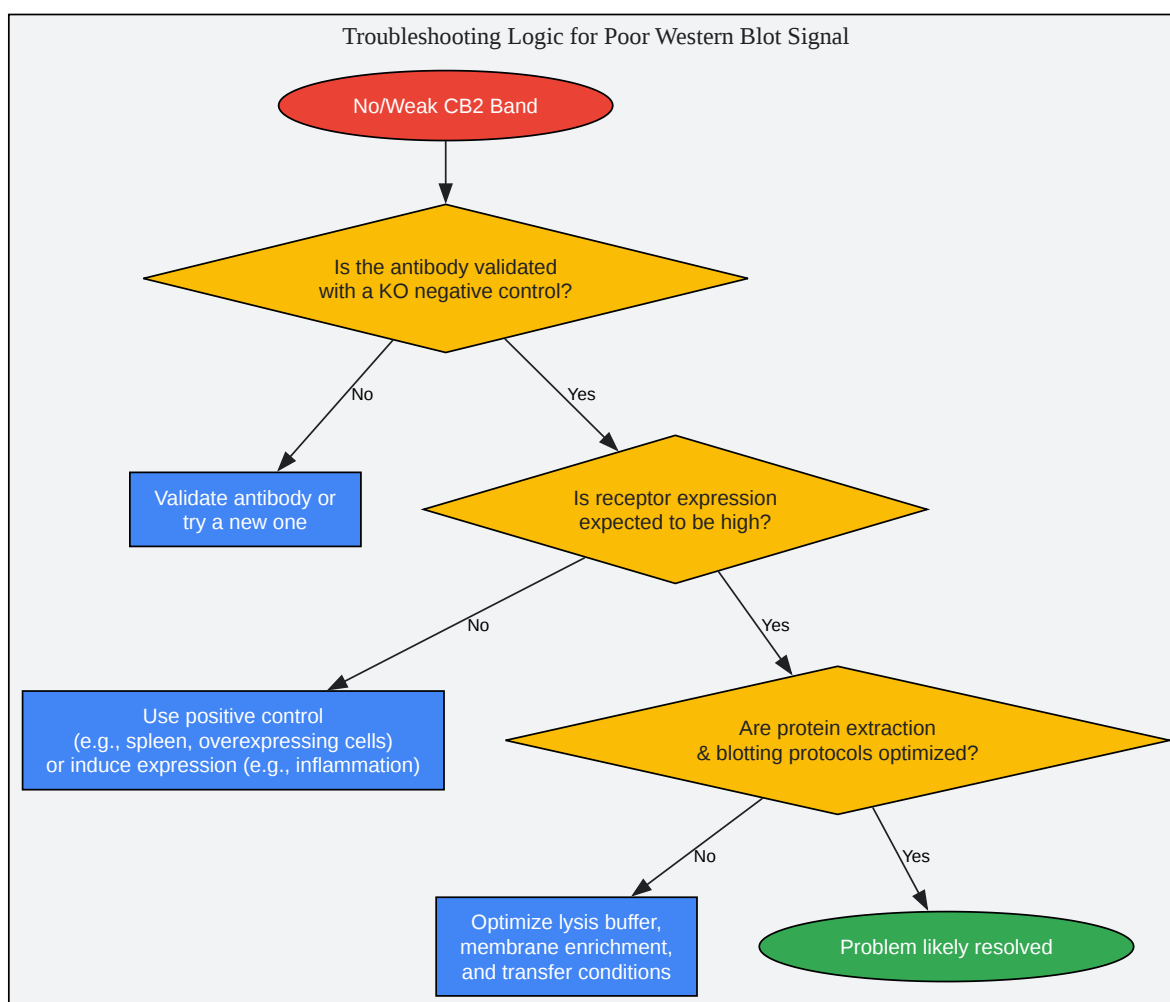 Troubleshooting Logic for Poor Western Blot Signal
No/Weak CB2 Band
Is the antibody validated
with a KO negative control?
No
Yes
Validate antibody or
try a new one
Is receptor expression
expected to be high?
No
Yes
Use positive control
(e.g., spleen, overexpressing cells)
or induce expression (e.g., inflammation)
Are protein extraction
& blotting protocols optimized?
No
Yes
Optimize lysis buffer,
membrane enrichment,
and transfer conditions
Problem likely resolved